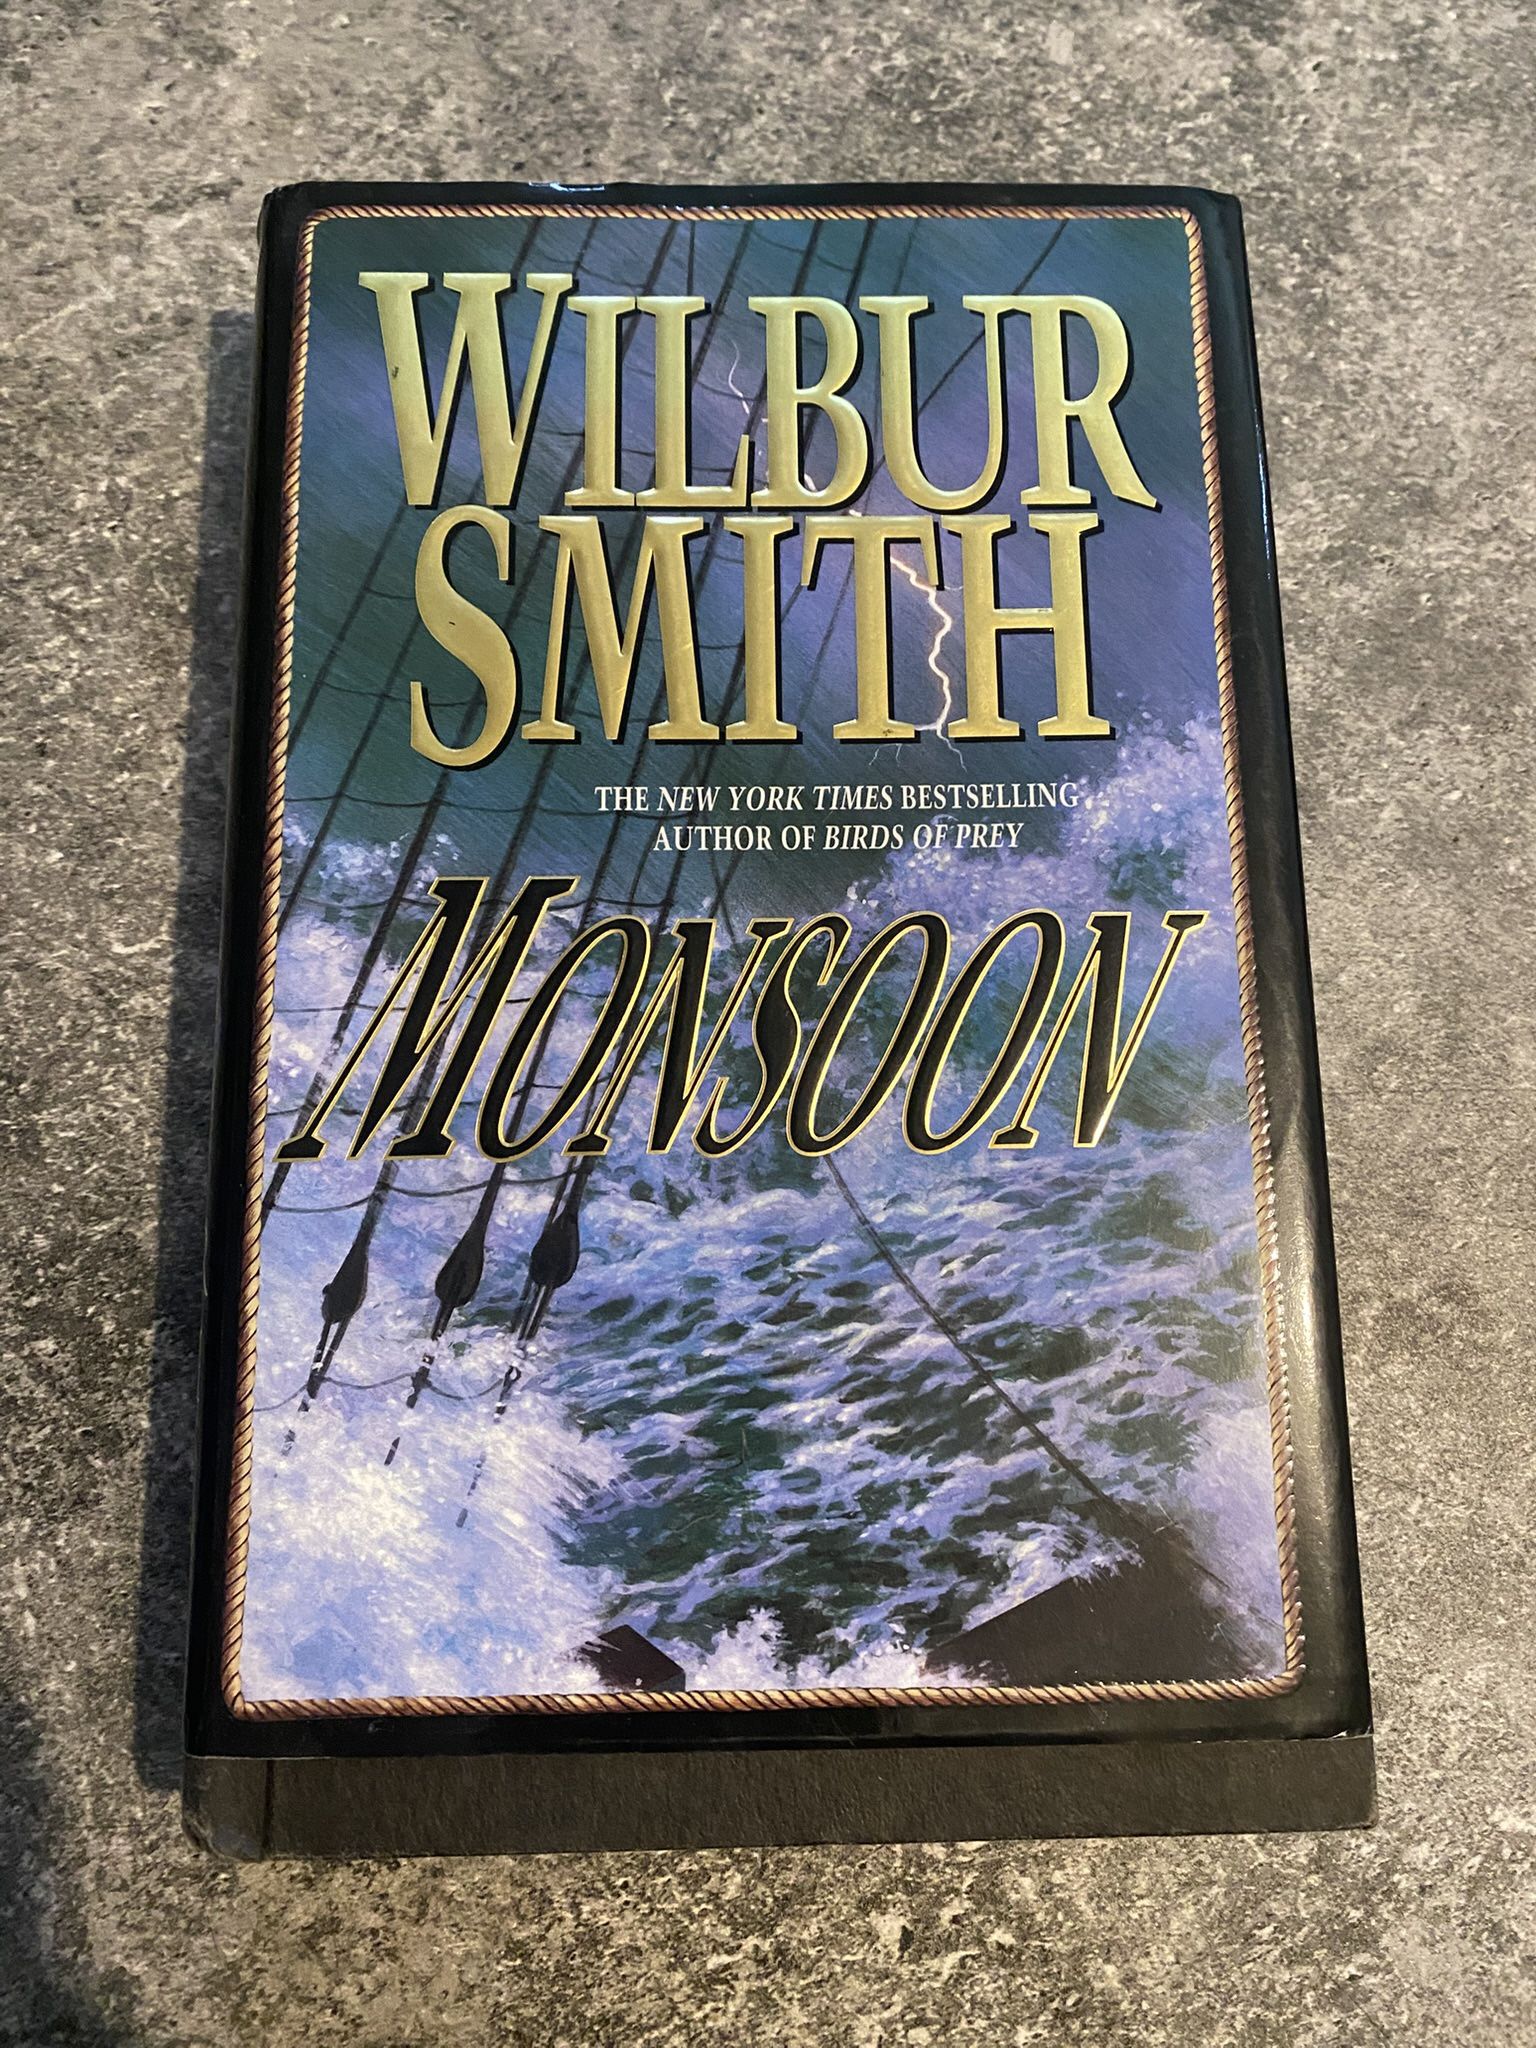 WILBUR
SMITH
THE NEW YORK TIMES BESTSELLING
AUTHOR OF BIRDS OF PREY
MONSOON